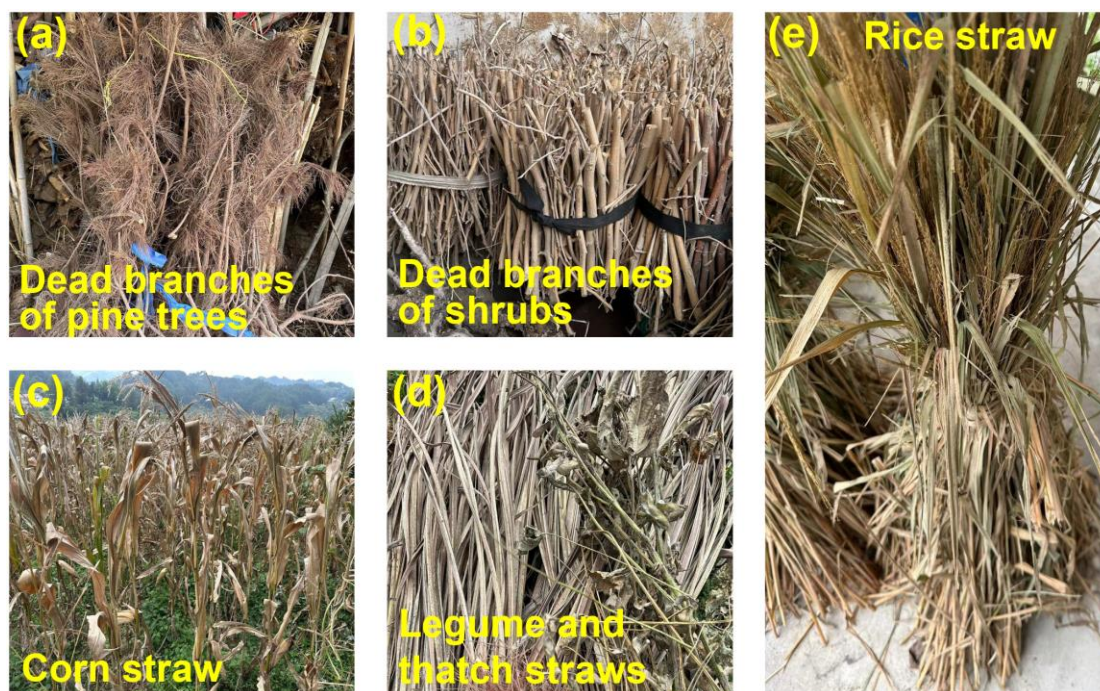 (a)
Dead branches
of pine trees
(b)
Dead branches
of shrubs
(c)
Corn straw
(d)
Legume and
thatch straws
(e)
Rice straw